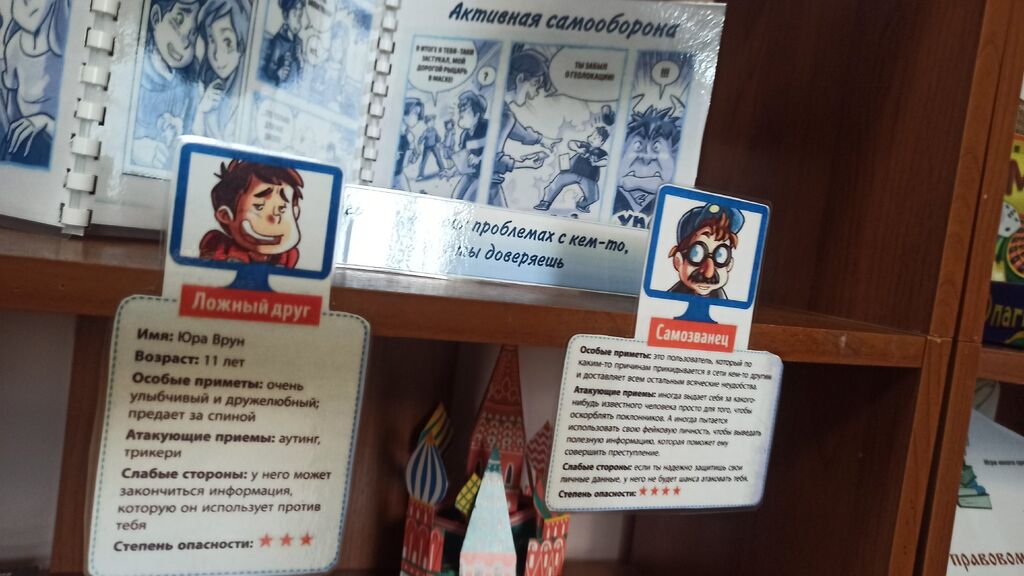 Активная самооборона
В ИТОГЕ Я ТЕБЯ-ТАКИ
ЗАСТУКАЛ, МОЙ
ДОРОГОЙ РЫЦАРЬ
В МАСКЕ!
?
ТЫ ЗАБЫЛ
О ГЕОЛОКАЦИИ!
!!!
проблемах с кем-то,
ты доверяешь
Ложный друг
Имя: Юра Врун
Возраст: 11 лет
Особые приметы: очень
улыбчивый и дружелюбный;
предает за спиной
Атакующие приемы: аутинг,
трикери
Слабые стороны: у него может
закончиться информация,
которую он использует против
тебя
Степень опасности: ★★★
Самозванец
Особые приметы: это пользователь, который по
каким-то причинам прикидывается в сети кем-то другим
и доставляет всем остальным всяческие неудобства.
Атакующие приемы: иногда выдает себя за какого-
нибудь известного человека просто для того, чтобы
оскорблять поклонников. А иногда пытается
использовать свою фейковую личность, чтобы выведать
полезную информацию, которая поможет ему
совершить преступление.
Слабые стороны: если ты надежно защитишь свои
личные данные, у него не будет шанса атаковать тебя.
Степень опасности: ★★★★